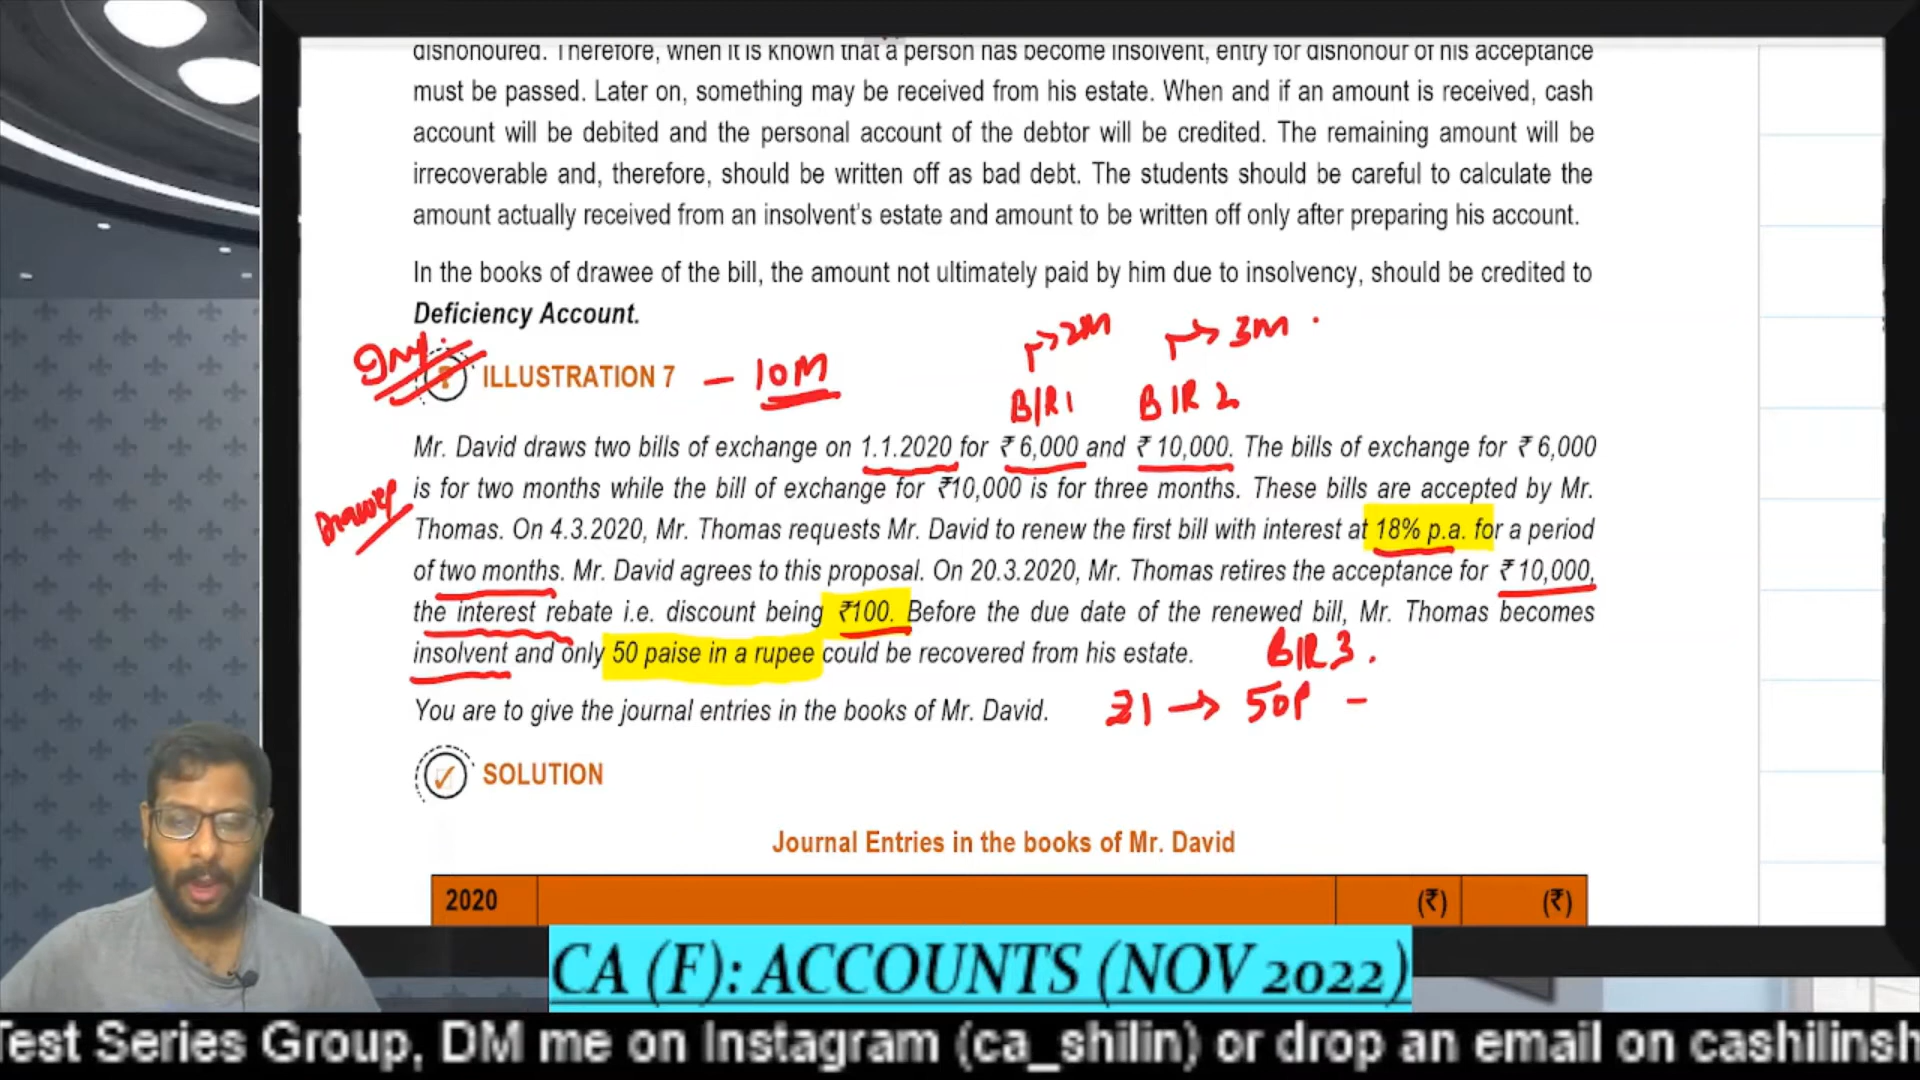 dishonoured. Therefore, when it is known that a person has become insolvent, entry for dishonour of his acceptance
must be passed. Later on, something may be received from his estate. When and if an amount is received, cash
account will be debited and the personal account of the debtor will be credited. The remaining amount will be
irrecoverable and, therefore, should be written off as bad debt. The students should be careful to calculate the
amount actually received from an insolvent's estate and amount to be written off only after preparing his account.
In the books of drawee of the bill, the amount not ultimately paid by him due to insolvency, should be credited to
Deficiency Account.
2M 3M
Imp.
? ILLUSTRATION 7 - 10M
B/R 1 B/R 2
Mr. David draws two bills of exchange on 1.1.2020 for ₹ 6,000 and ₹ 10,000. The bills of exchange for ₹ 6,000
is for two months while the bill of exchange for ₹10,000 is for three months. These bills are accepted by Mr.
Drawee
Thomas. On 4.3.2020, Mr. Thomas requests Mr. David to renew the first bill with interest at 18% p.a. for a period
of two months. Mr. David agrees to this proposal. On 20.3.2020, Mr. Thomas retires the acceptance for ₹ 10,000,
the interest rebate i.e. discount being ₹100. Before the due date of the renewed bill, Mr. Thomas becomes
insolvent and only 50 paise in a rupee could be recovered from his estate. B/R 3.
You are to give the journal entries in the books of Mr. David. ₹1 → 50P -
SOLUTION
Journal Entries in the books of Mr. David
2020 (₹) (₹)
CA (F): ACCOUNTS (NOV 2022)
Test Series Group, DM me on Instagram (ca_shilin) or drop an email on cashilinsh